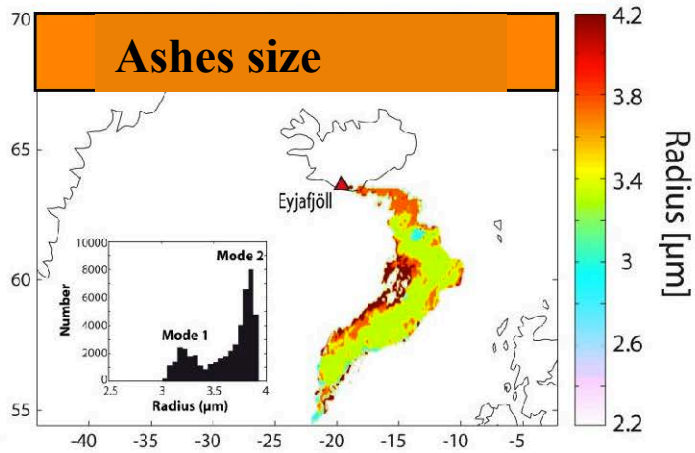 Ashes size
70
65
60
55
-40 -35 -30 -25 -20 -15 -10 -5
Eyjafjöll
Mode 2
Mode 1
Number
10000
8000
6000
4000
2000
0
2.5 3 3.5 4
Radius (μm)
4.2
3.8
3.4
3
2.6
2.2
Radius [μm]